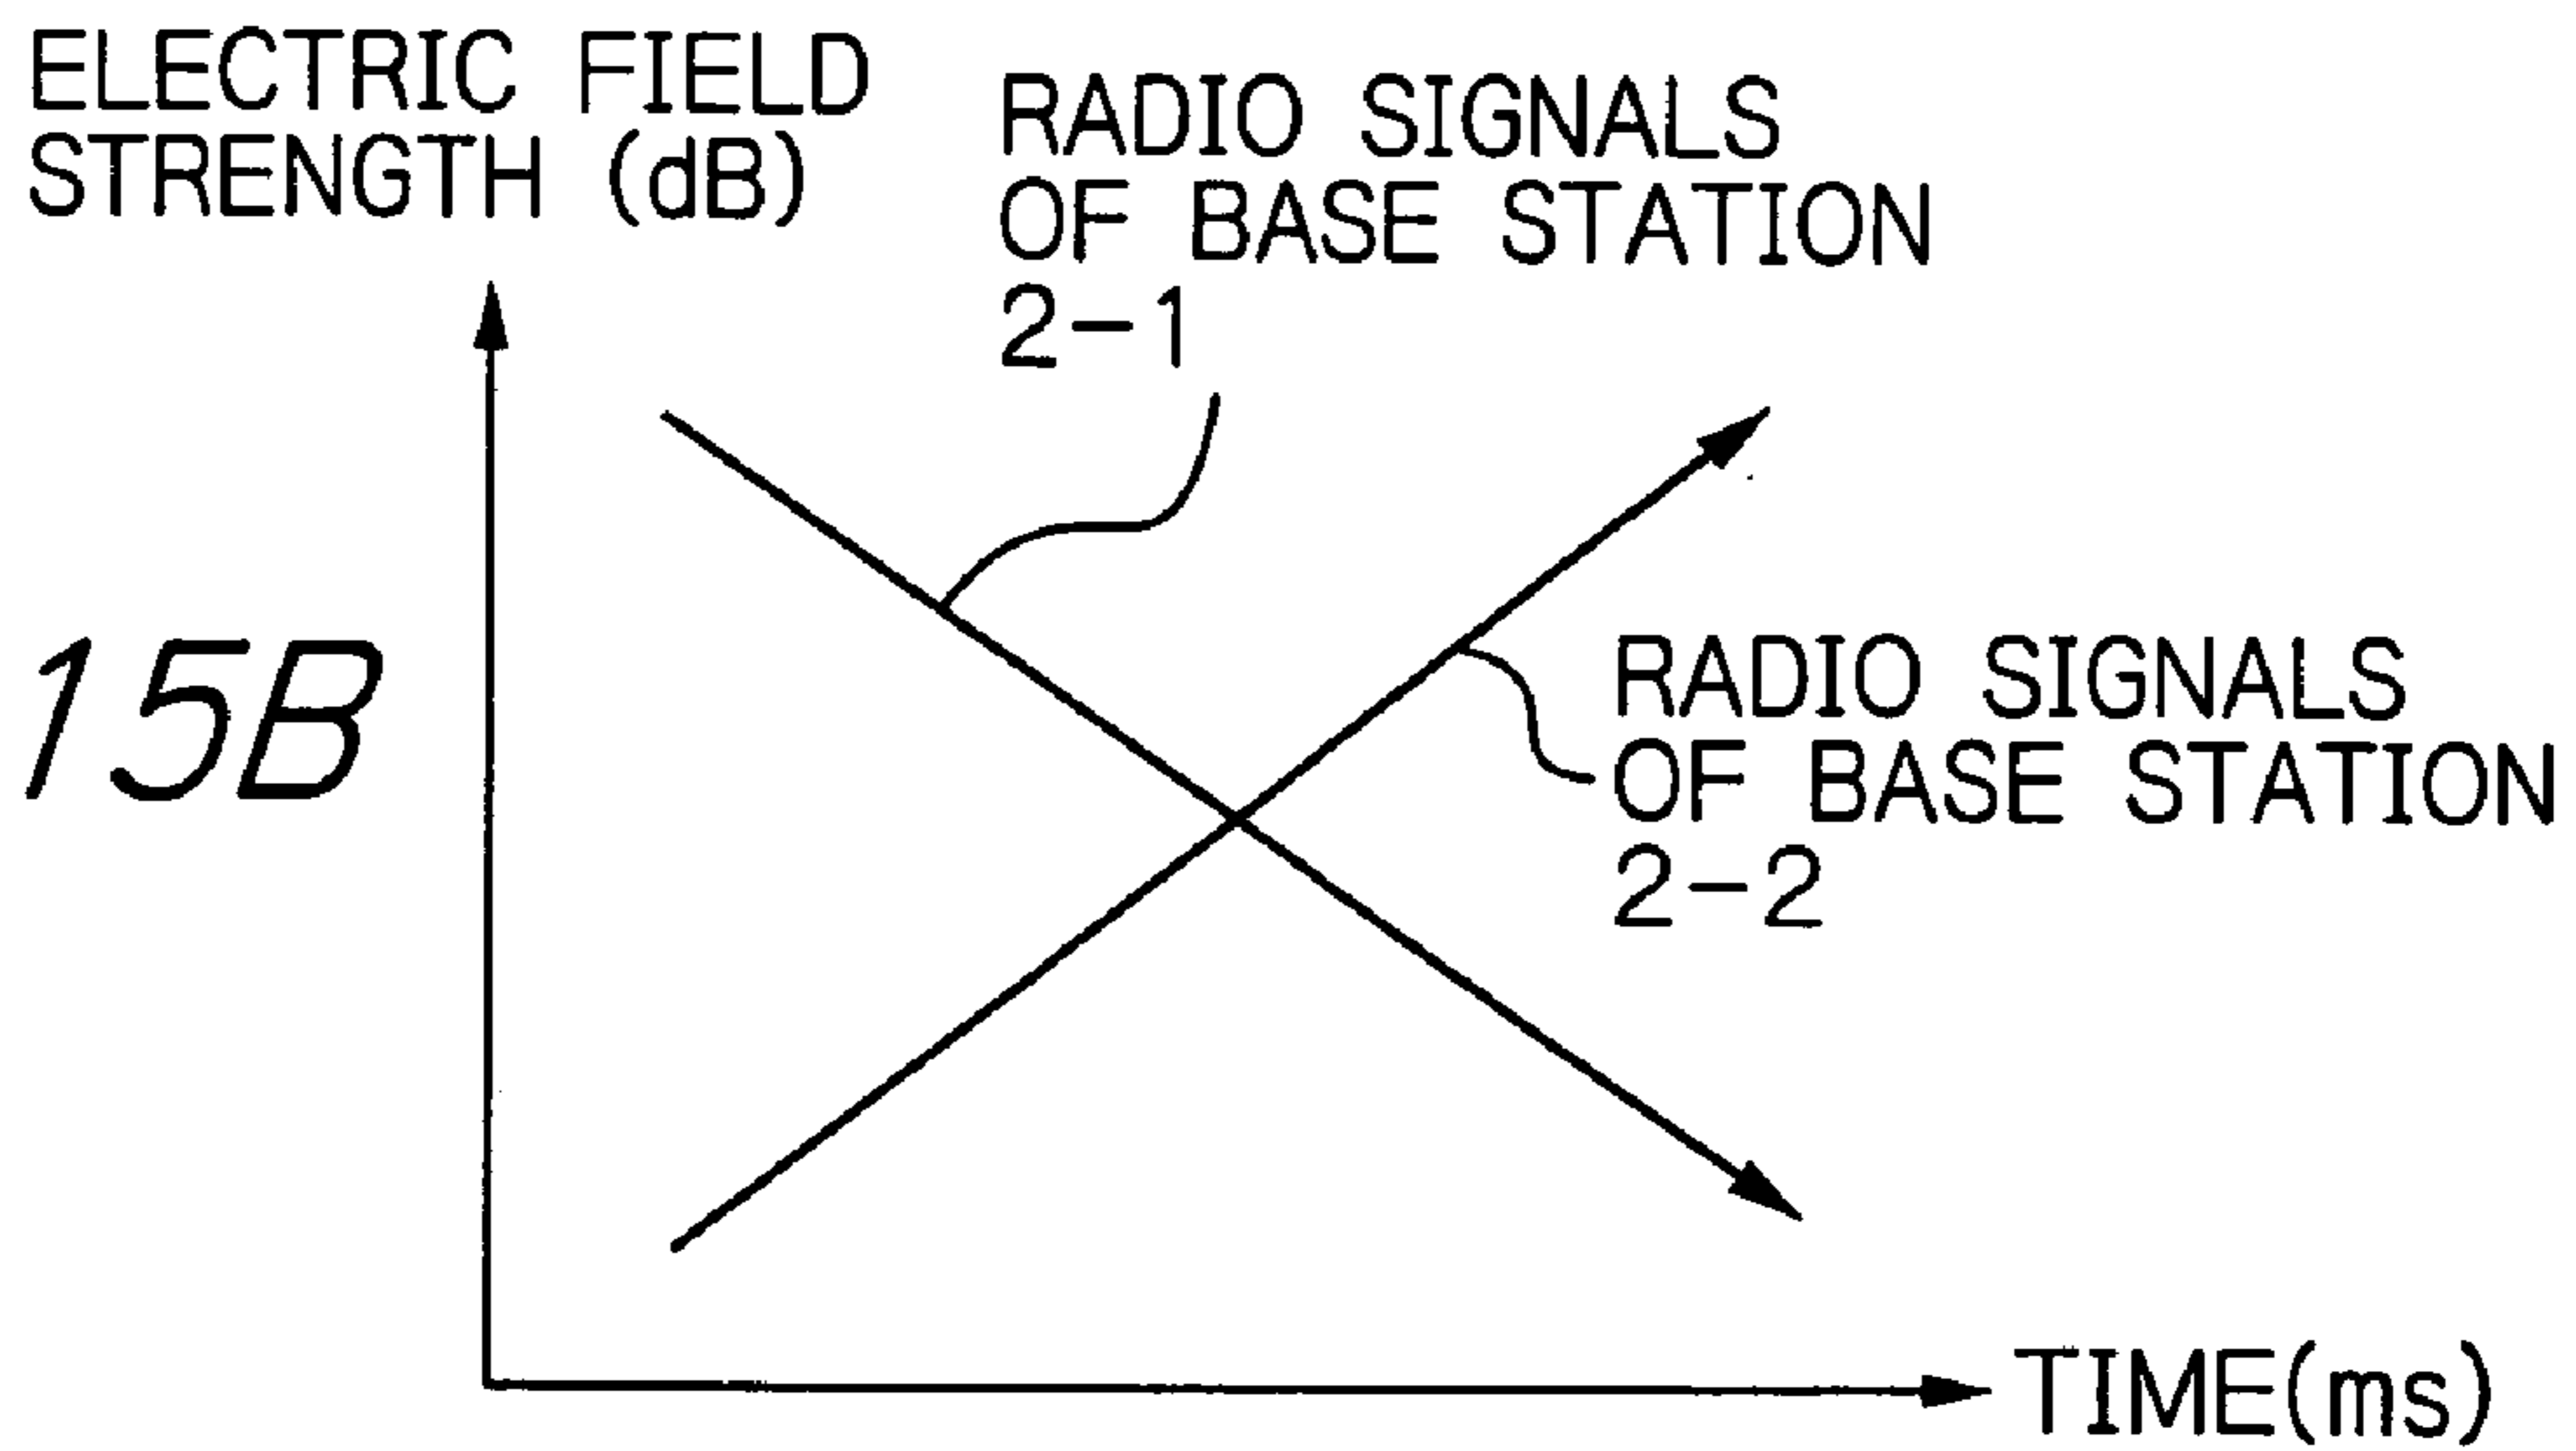 ELECTRIC FIELD
STRENGTH (dB)
RADIO SIGNALS
OF BASE STATION
2-1
15B
RADIO SIGNALS
OF BASE STATION
2-2
TIME(ms)